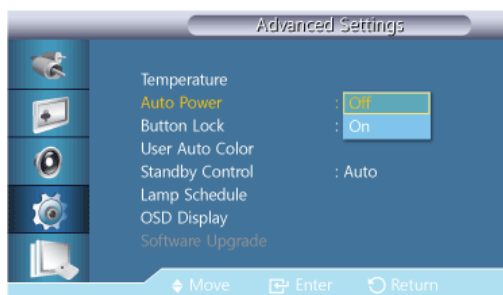 Advanced Settings
Temperature
Auto Power : Off
Button Lock : On
User Auto Color
Standby Control : Auto
Lamp Schedule
OSD Display
Software Upgrade
Move Enter Return